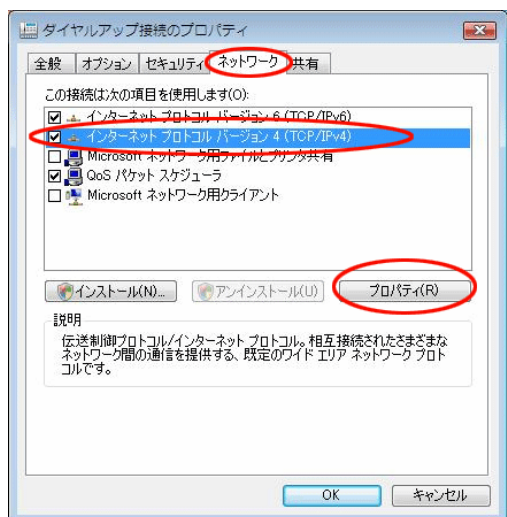 ダイヤルアップ接続のプロパティ
全般 オプション セキュリティ ネットワーク 共有
この接続は次の項目を使用します(O):
インターネット プロトコル バージョン 6 (TCP/IPv6)
インターネット プロトコル バージョン 4 (TCP/IPv4)
Microsoft ネットワーク用ファイルとプリンタ共有
QoS パケット スケジューラ
Microsoft ネットワーク用クライアント
インストール(N)... アンインストール(U) プロパティ(R)
説明
伝送制御プロトコル/インターネット プロトコル。相互接続されたさまざまな
ネットワーク間の通信を提供する、既定のワイド エリア ネットワーク プロト
コルです。
OK キャンセル